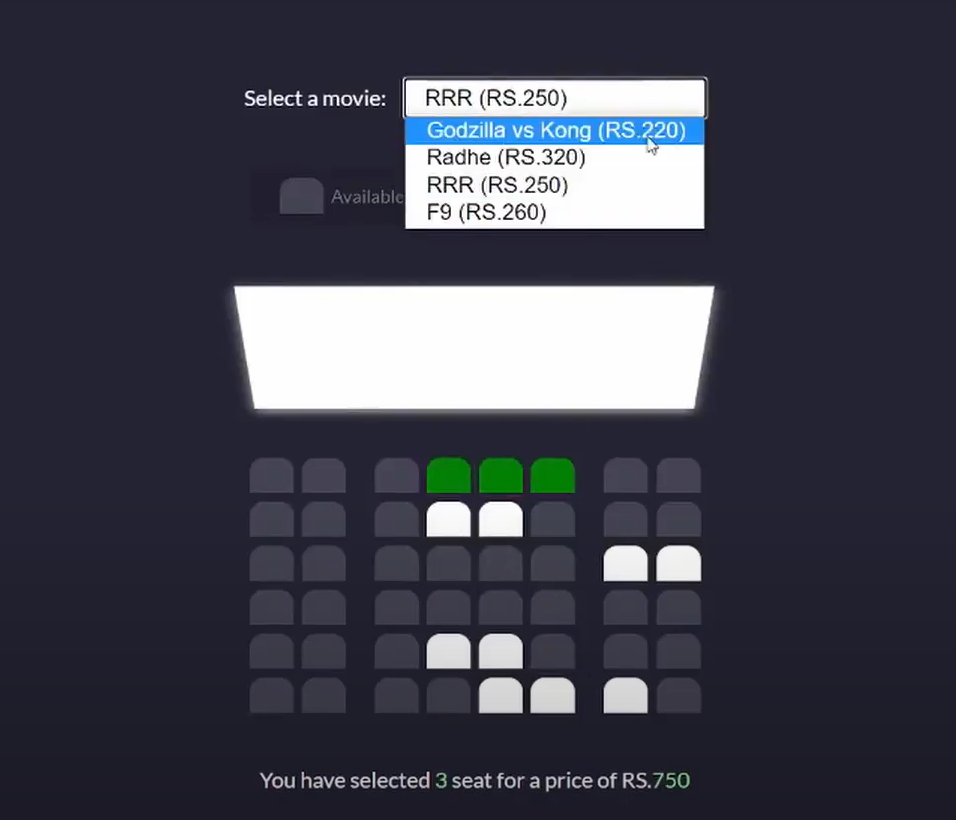 Select a movie: RRR (RS.250)
Godzilla vs Kong (RS.220)
Radhe (RS.320)
RRR (RS.250)
F9 (RS.260)
Available
You have selected 3 seat for a price of RS.750